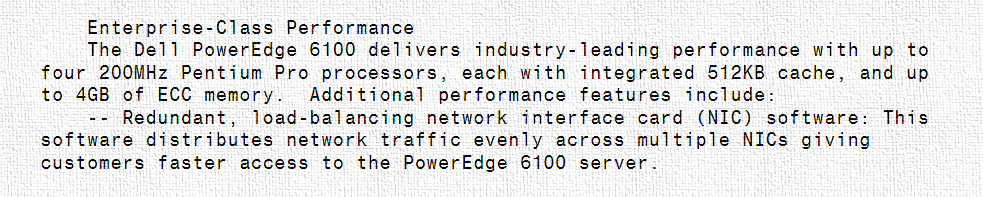 Enterprise-Class Performance
The Dell PowerEdge 6100 delivers industry-leading performance with up to
four 200MHz Pentium Pro processors, each with integrated 512KB cache, and up
to 4GB of ECC memory.  Additional performance features include:
-- Redundant, load-balancing network interface card (NIC) software: This
software distributes network traffic evenly across multiple NICs giving
customers faster access to the PowerEdge 6100 server.